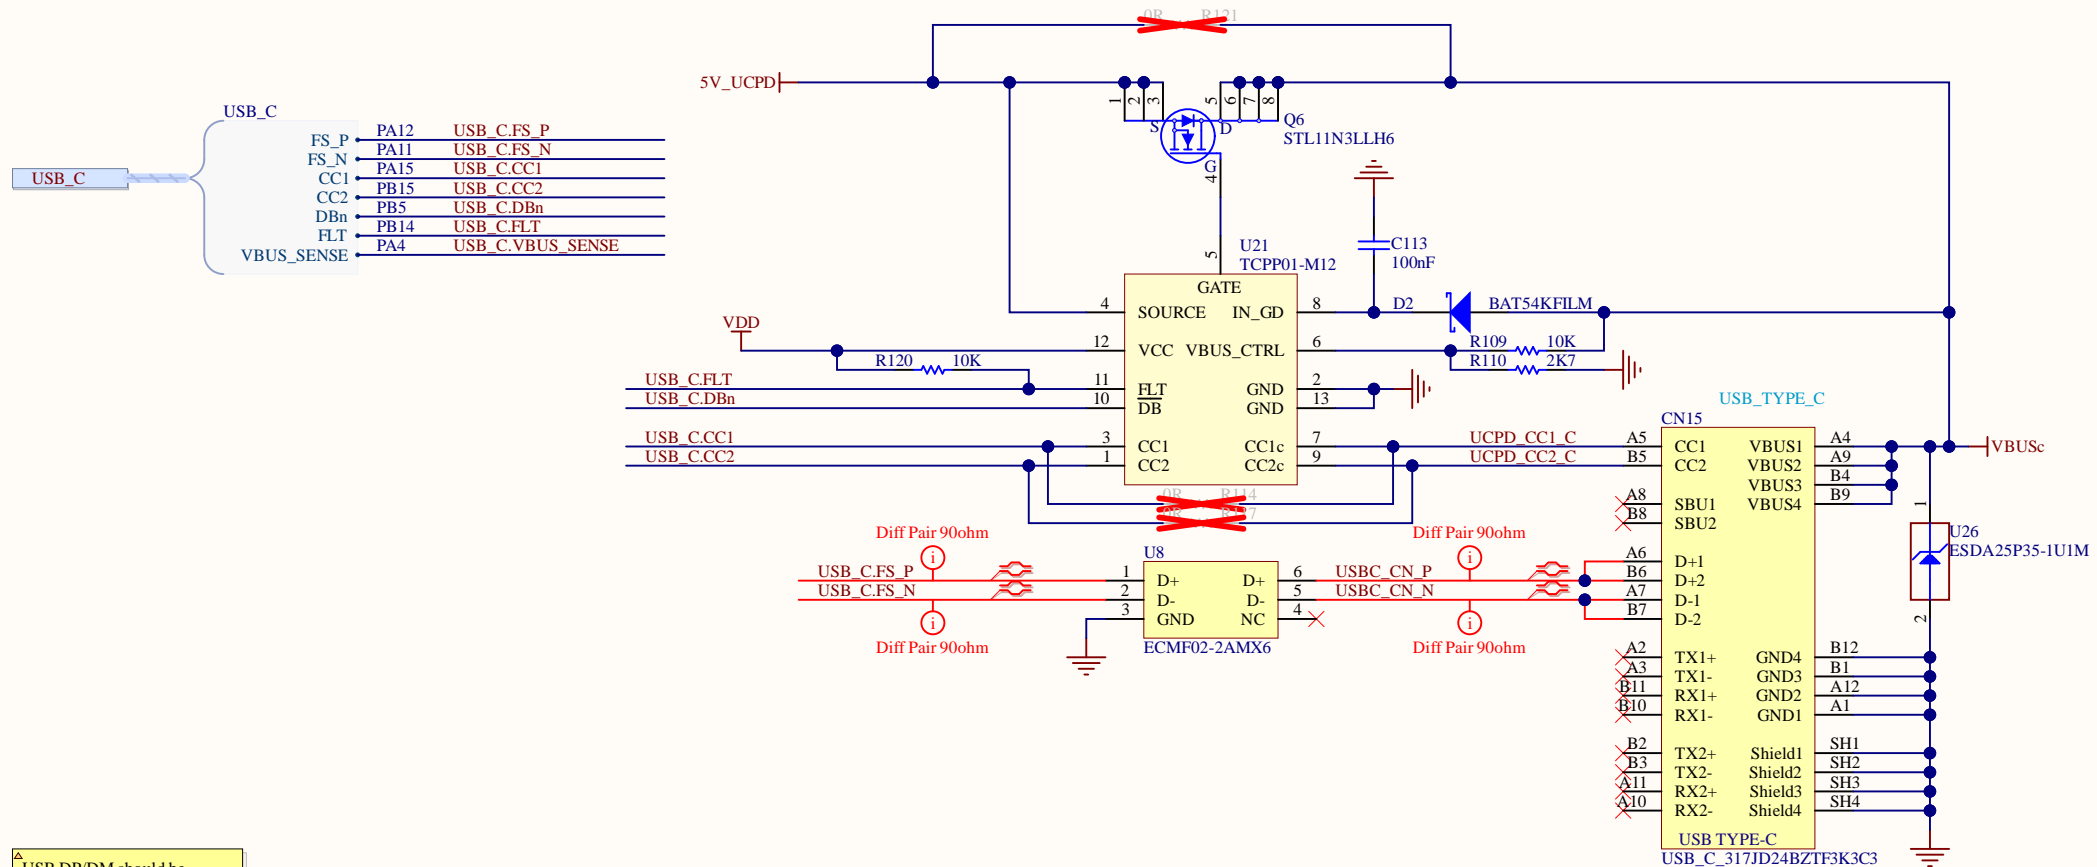 0R R121
5V_UCPD
1 2 3 5 6 7 8
S D
G
4
Q6
STL11N3LLH6
USB_C
USB_C
FS_P PA12 USB_C.FS_P
FS_N PA11 USB_C.FS_N
CC1 PA15 USB_C.CC1
CC2 PB15 USB_C.CC2
DBn PB5 USB_C.DBn
FLT PB14 USB_C.FLT
VBUS_SENSE PA4 USB_C.VBUS_SENSE
5
U21
TCPP01-M12
GATE
C113
100nF
4 SOURCE IN_GD 8
D2 BAT54KFILM
VDD
12 VCC VBUS_CTRL 6
R109 10K
R110 2K7
R120 10K
USB_C.FLT 11 FLT GND 2
USB_C.DBn 10 DB GND 13
USB_C.CC1 3 CC1 CC1c 7 UCPD_CC1_C
USB_C.CC2 1 CC2 CC2c 9 UCPD_CC2_C
0R R114
USB_TYPE_C
CN15
A5 CC1 VBUS1 A4
VBUSc
B5 CC2 VBUS2 A9
VBUS3 B4
A8 SBU1 VBUS4 B9
B8 SBU2
1
U26
ESDA25P35-1U1M
2
Diff Pair 90ohm
i
Diff Pair 90ohm
i
U8
USB_C.FS_P 1 D+ D+ 6 USBC_CN_P
USB_C.FS_N 2 D- D- 5 USBC_CN_N
3 GND NC 4
ECMF02-2AMX6
i
Diff Pair 90ohm
i
Diff Pair 90ohm
A6 D+1
B6 D+2
A7 D-1
B7 D-2
A2 TX1+ GND4 B12
A3 TX1- GND3 B1
B11 RX1+ GND2 A12
B10 RX1- GND1 A1
B2 TX2+ Shield1 SH1
B3 TX2- Shield2 SH2
A11 RX2+ Shield3 SH3
A10 RX2- Shield4 SH4
USB TYPE-C
USB_C_317JD24BZTF3K3C3